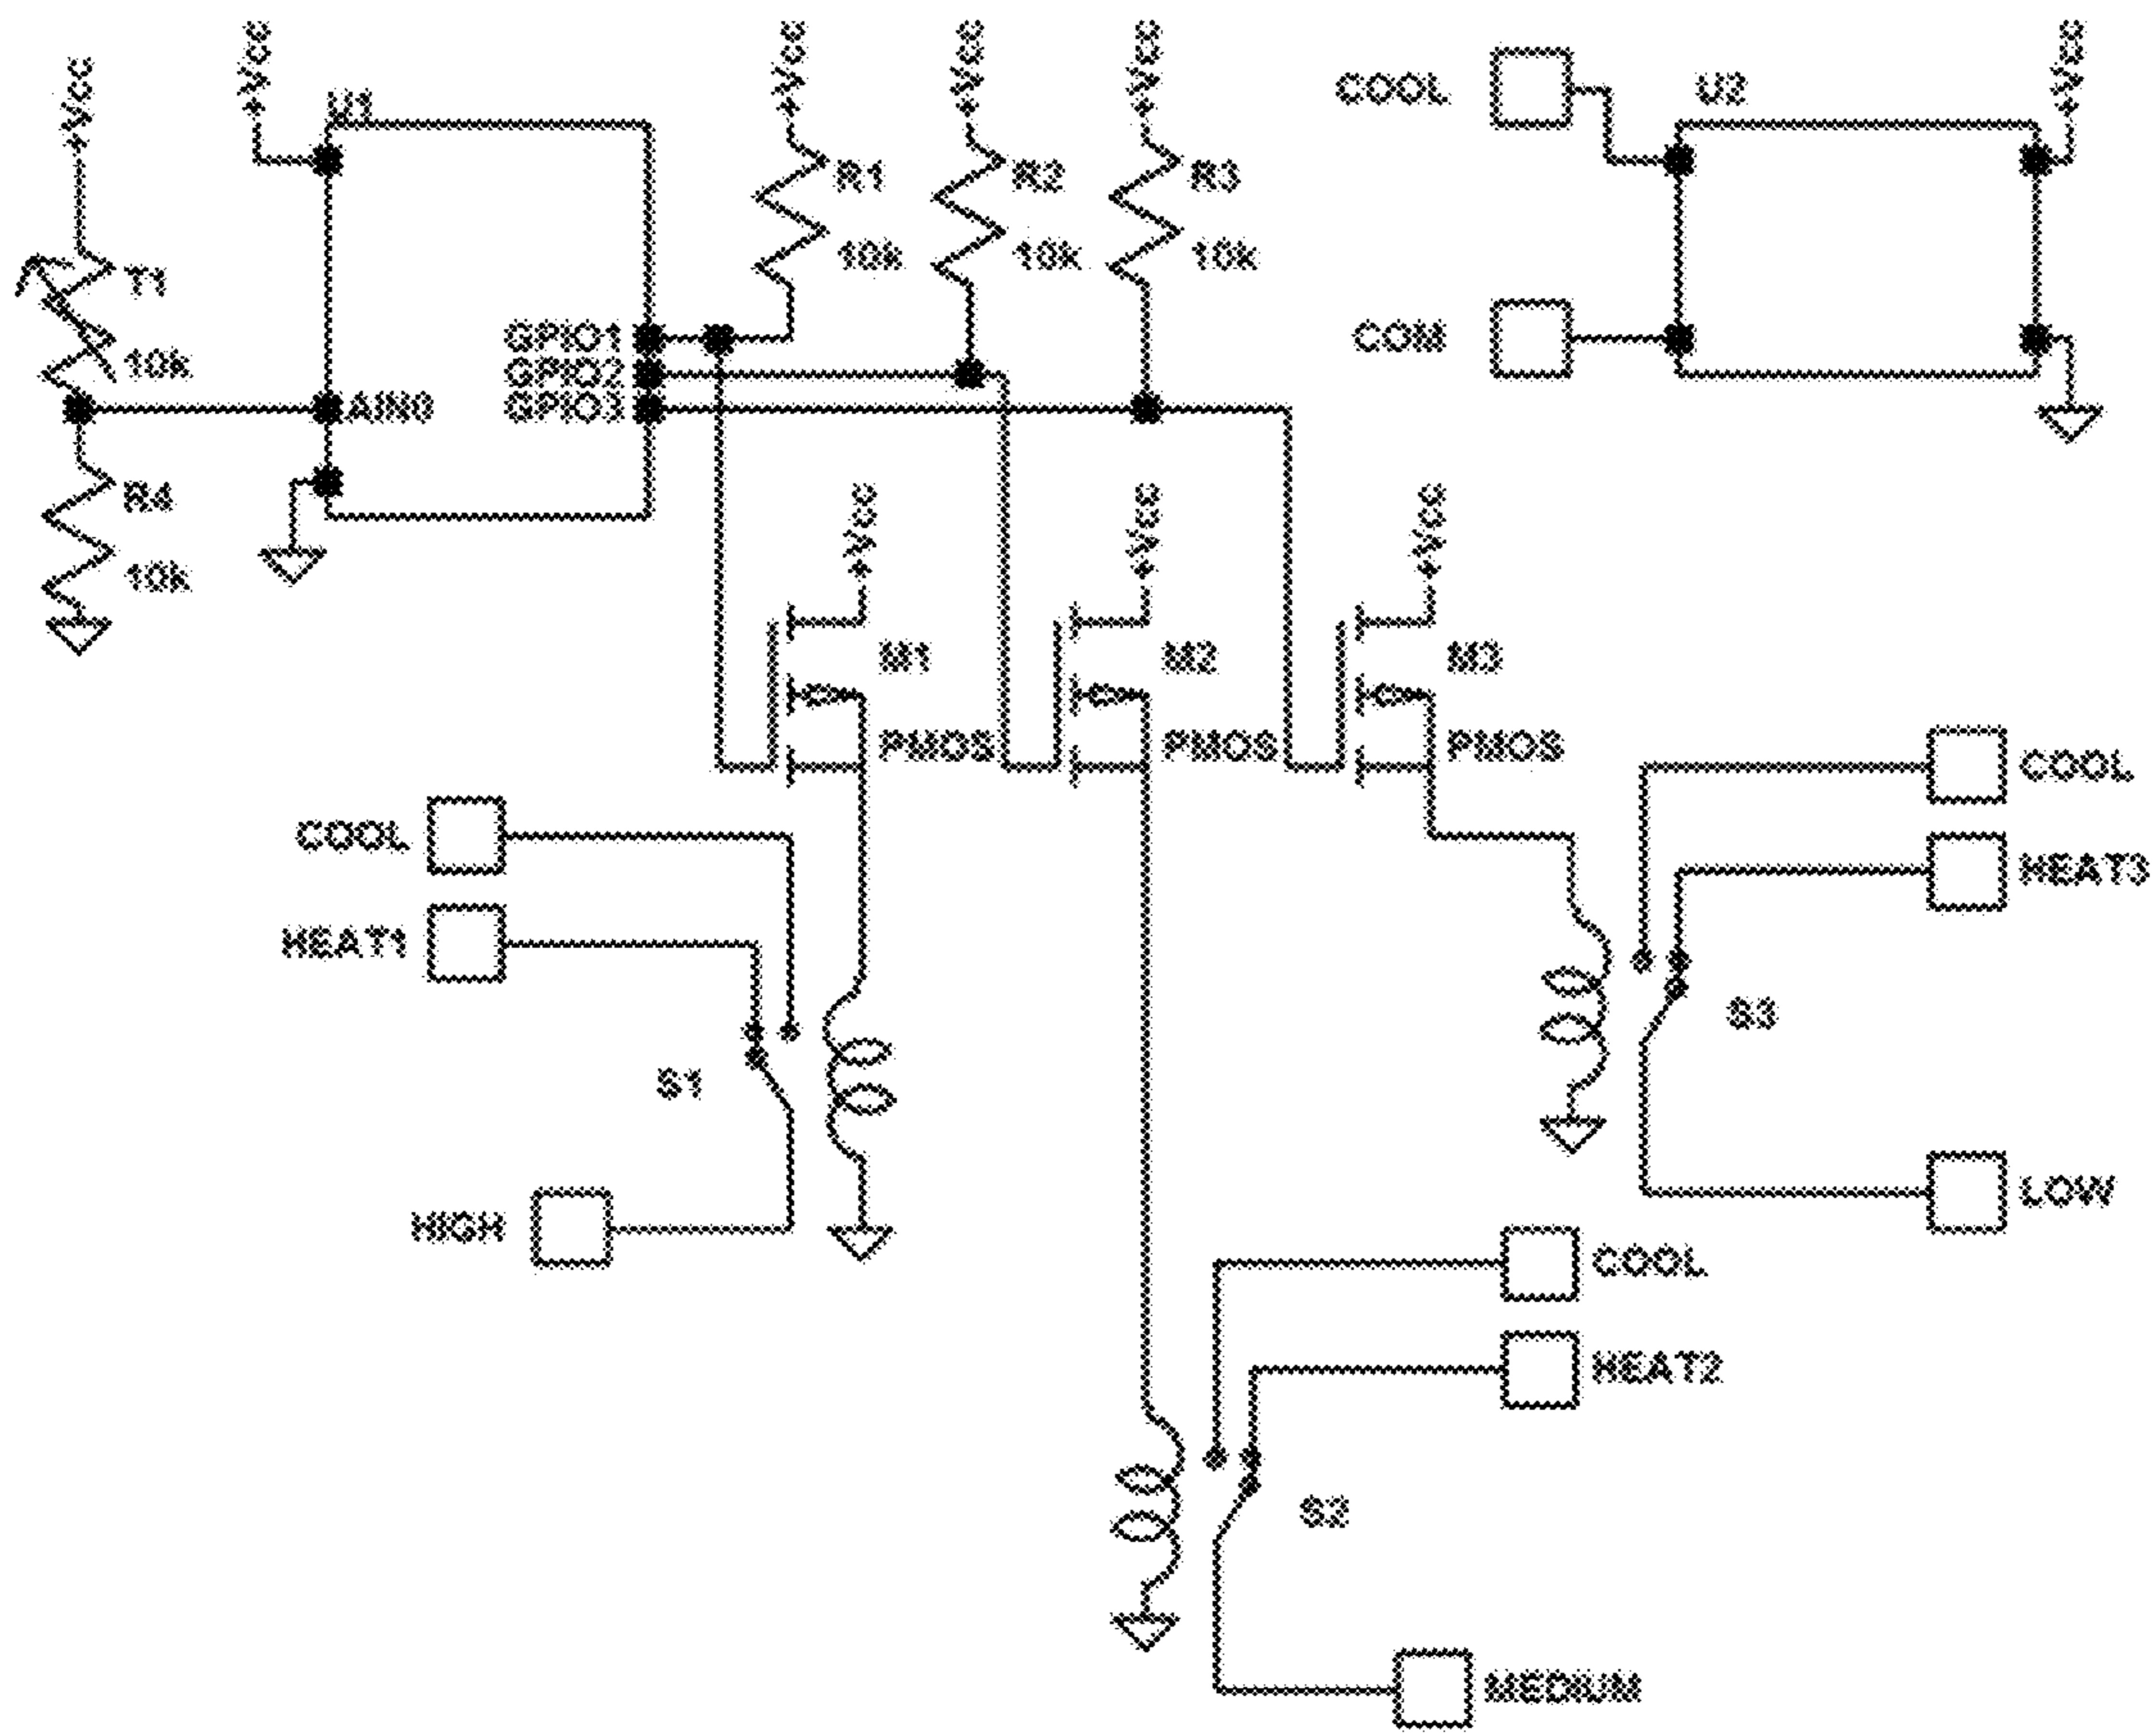 +Vcc
+Vcc
+Vcc
+Vcc
+Vcc
+Vcc
U1
COOL
U2
R1
R2
R3
10k
10k
10k
T1
10k
GPIO1
GPIO2
GPIO3
AIN0
COM
R4
10k
+Vcc
+Vcc
+Vcc
M1
M2
M3
PMOS
PMOS
PMOS
COOL
COOL
HEAT1
HEAT3
S1
S3
HIGH
LOW
COOL
HEAT2
S2
MEDIUM